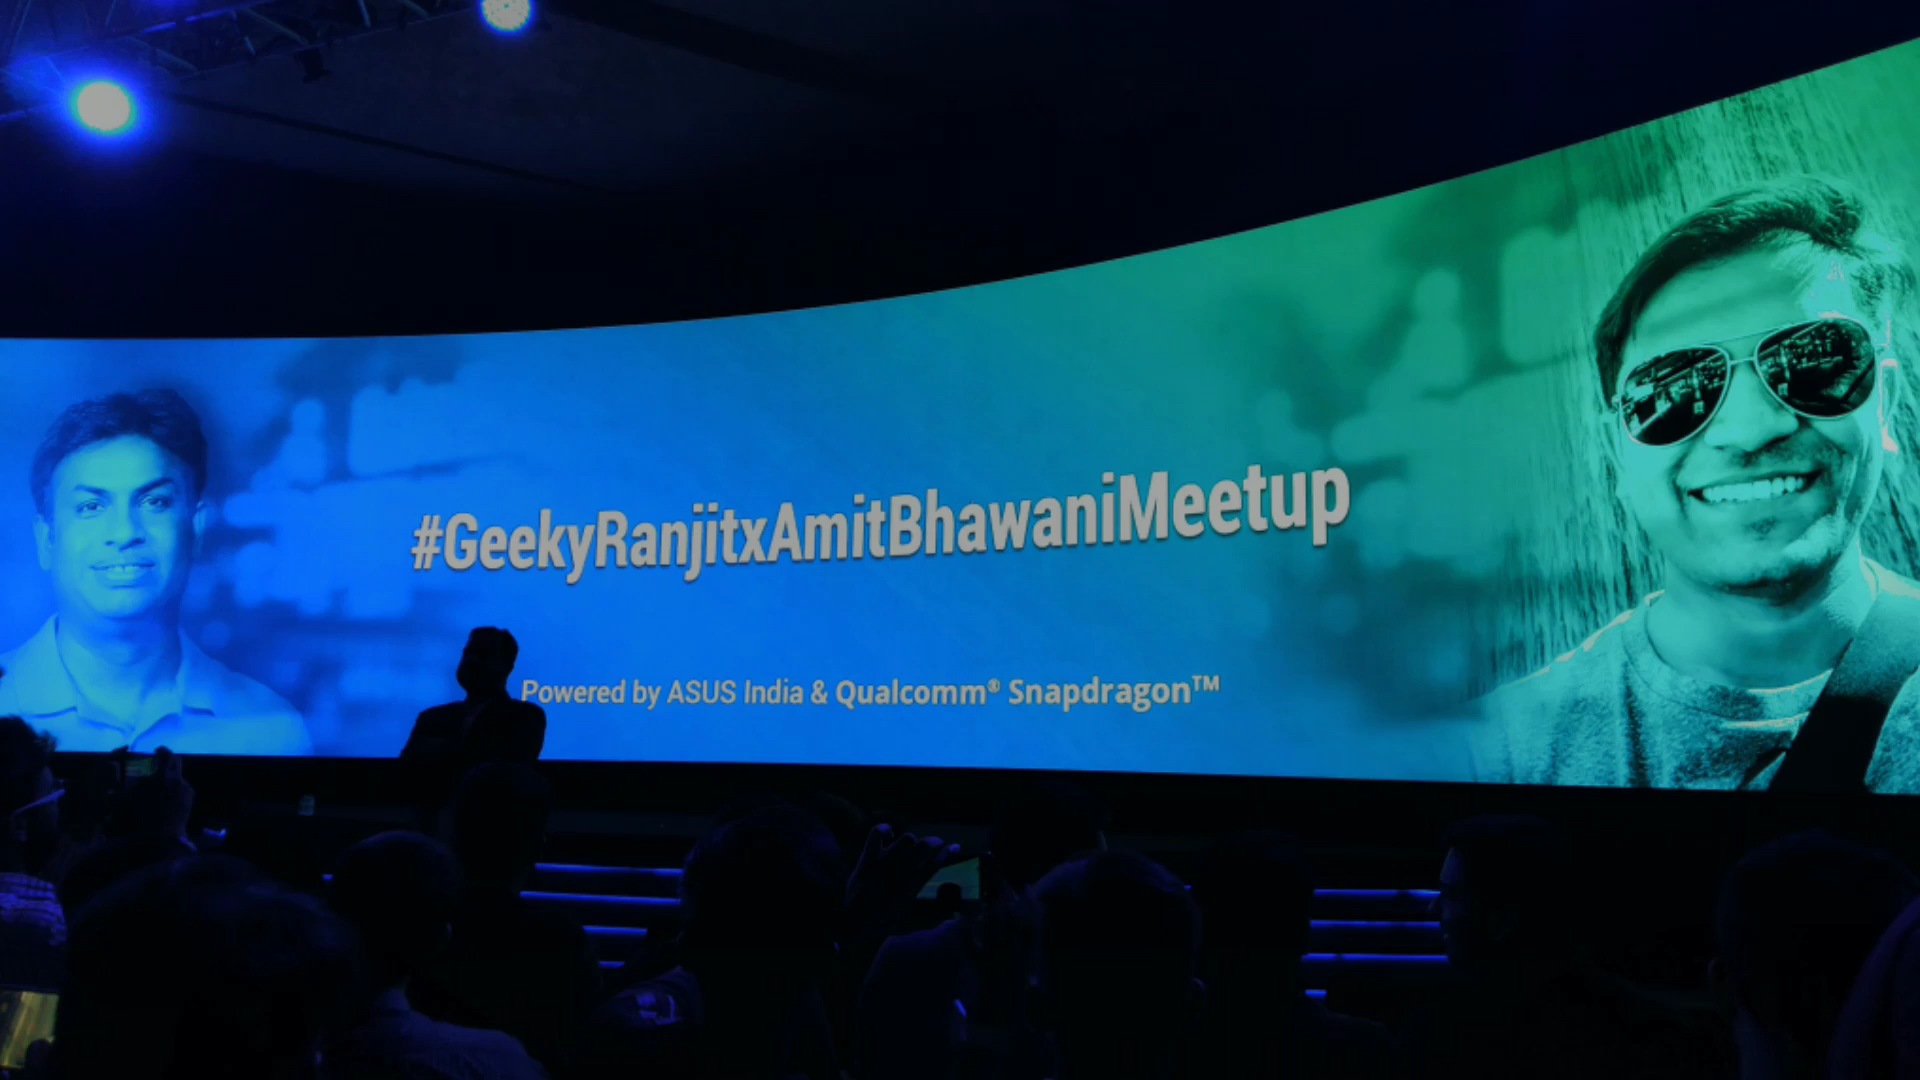 #GeekyRanjitxAmitBhawaniMeetup
Powered by ASUS India & Qualcomm® Snapdragon™